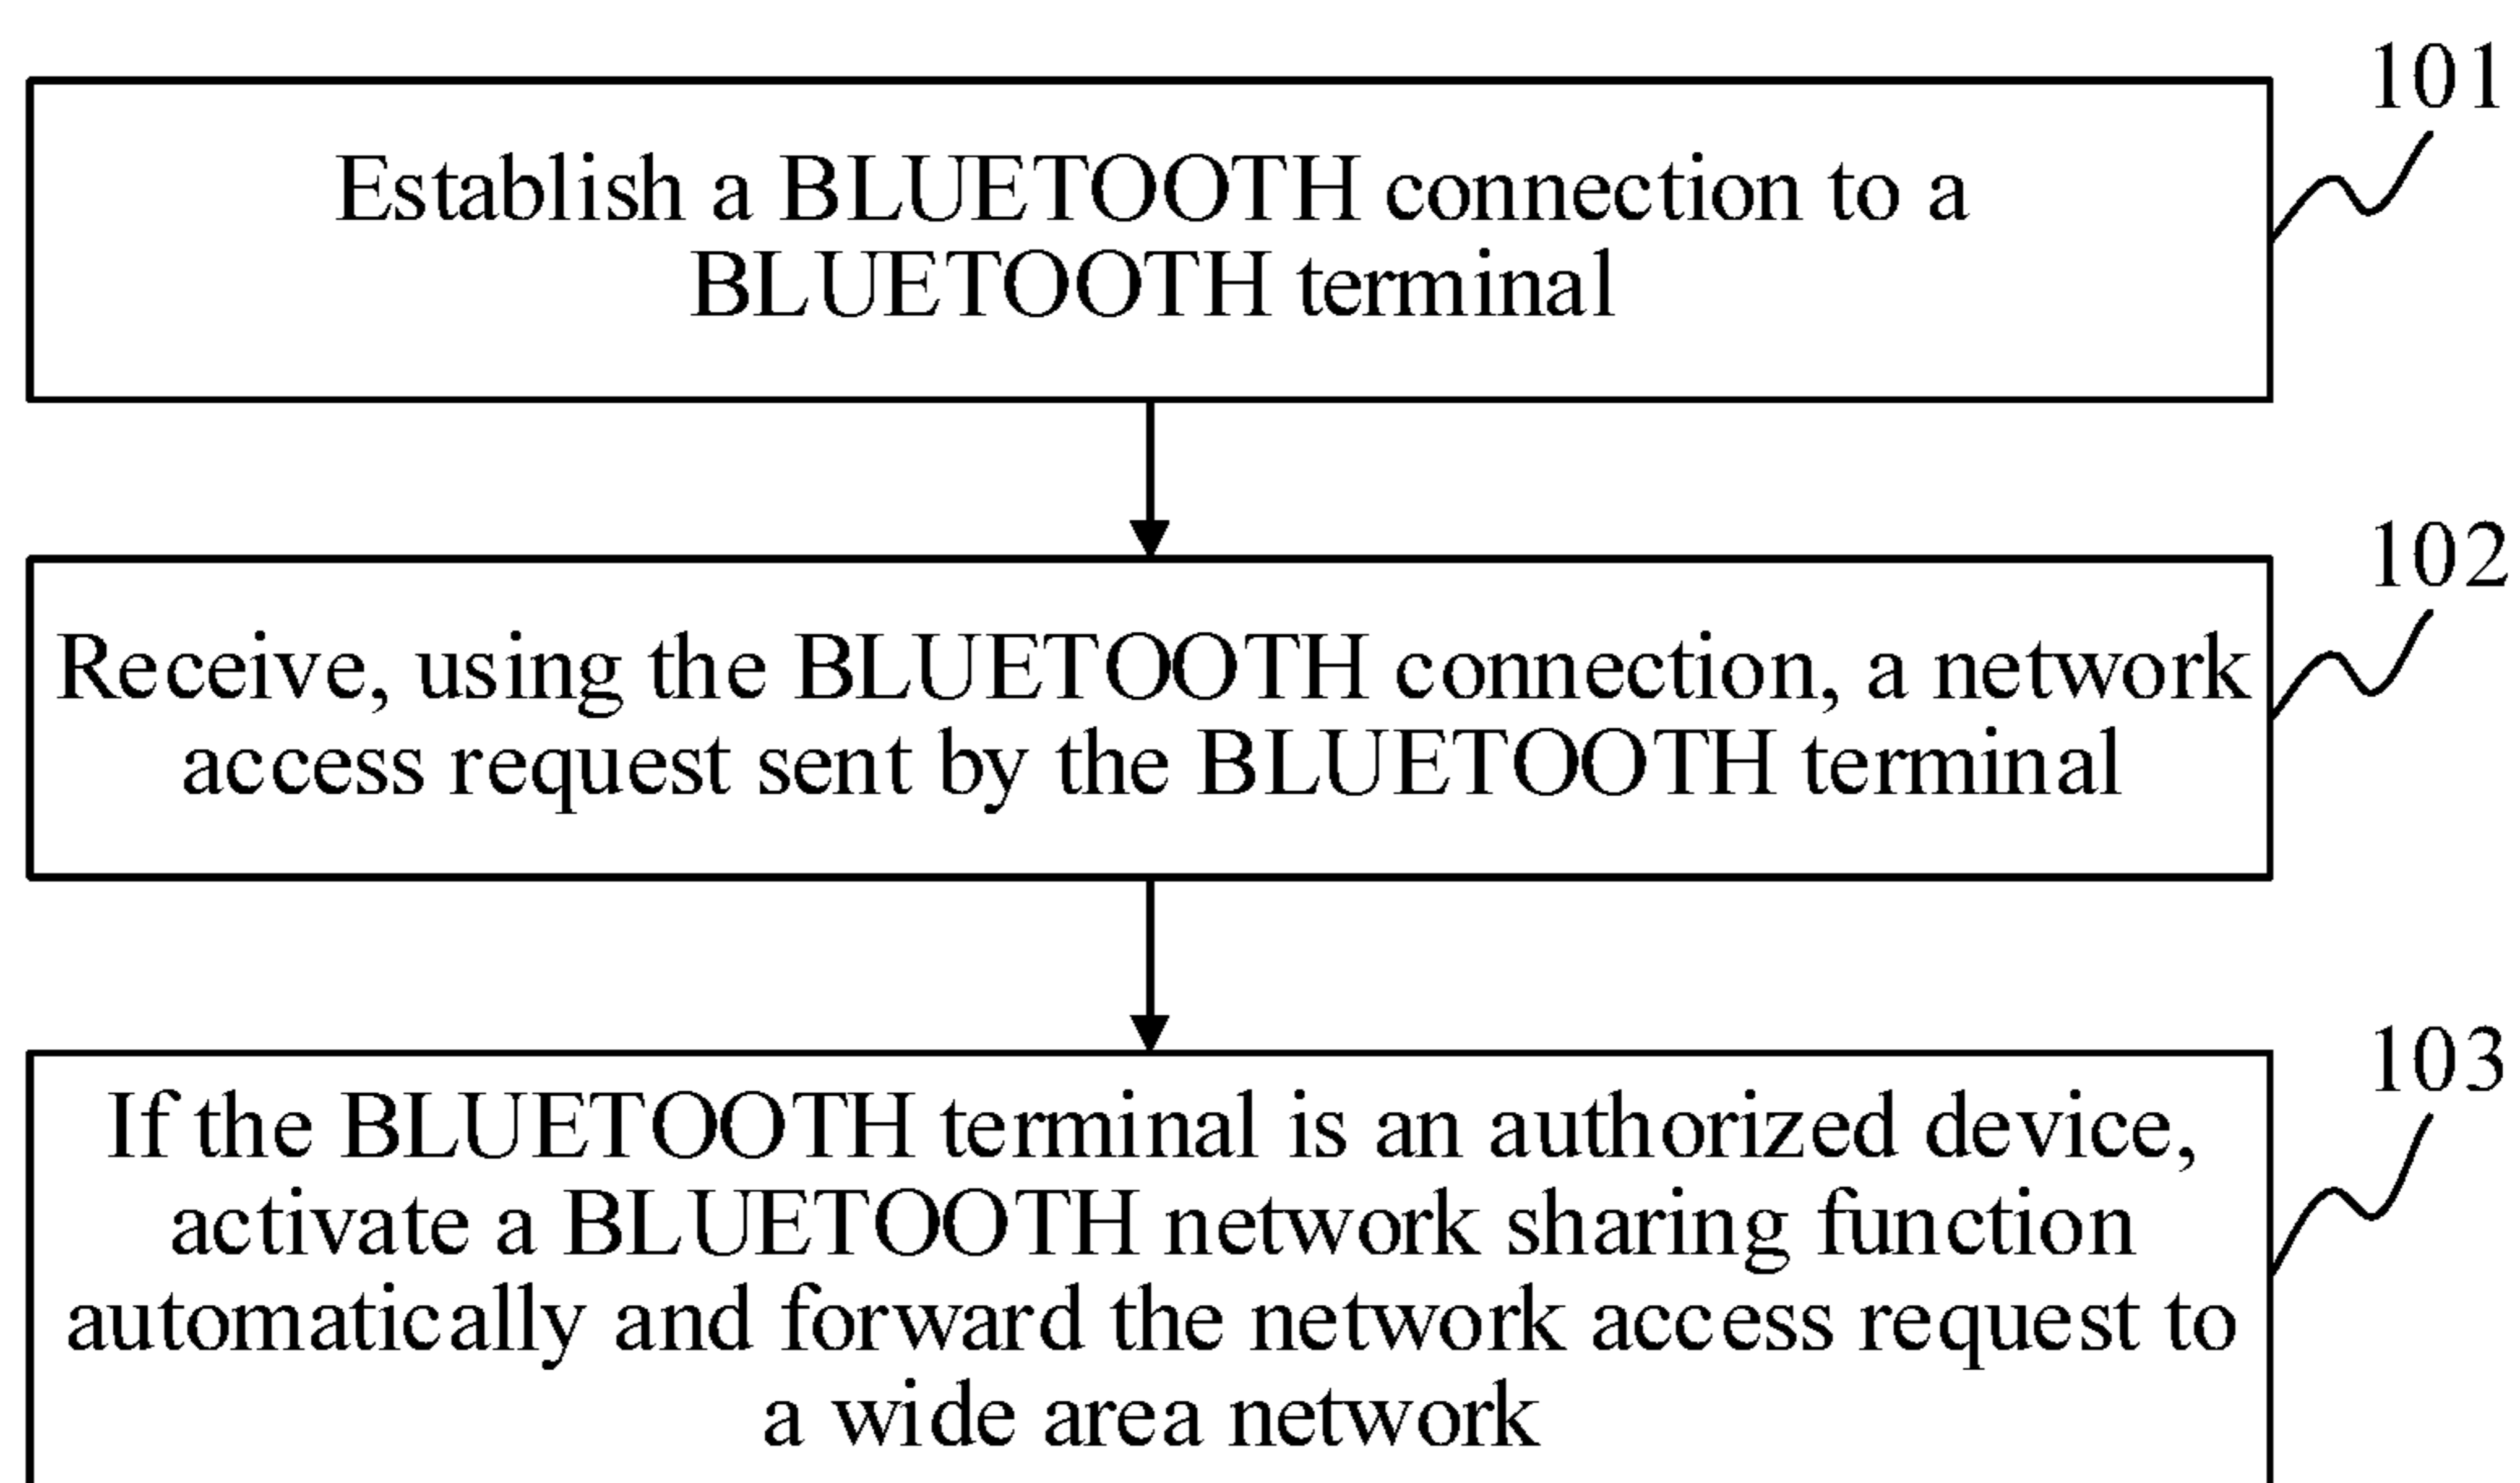 101
Establish a BLUETOOTH connection to a
BLUETOOTH terminal
102
Receive, using the BLUETOOTH connection, a network
access request sent by the BLUETOOTH terminal
103
If the BLUETOOTH terminal is an authorized device,
activate a BLUETOOTH network sharing function
automatically and forward the network access request to
a wide area network